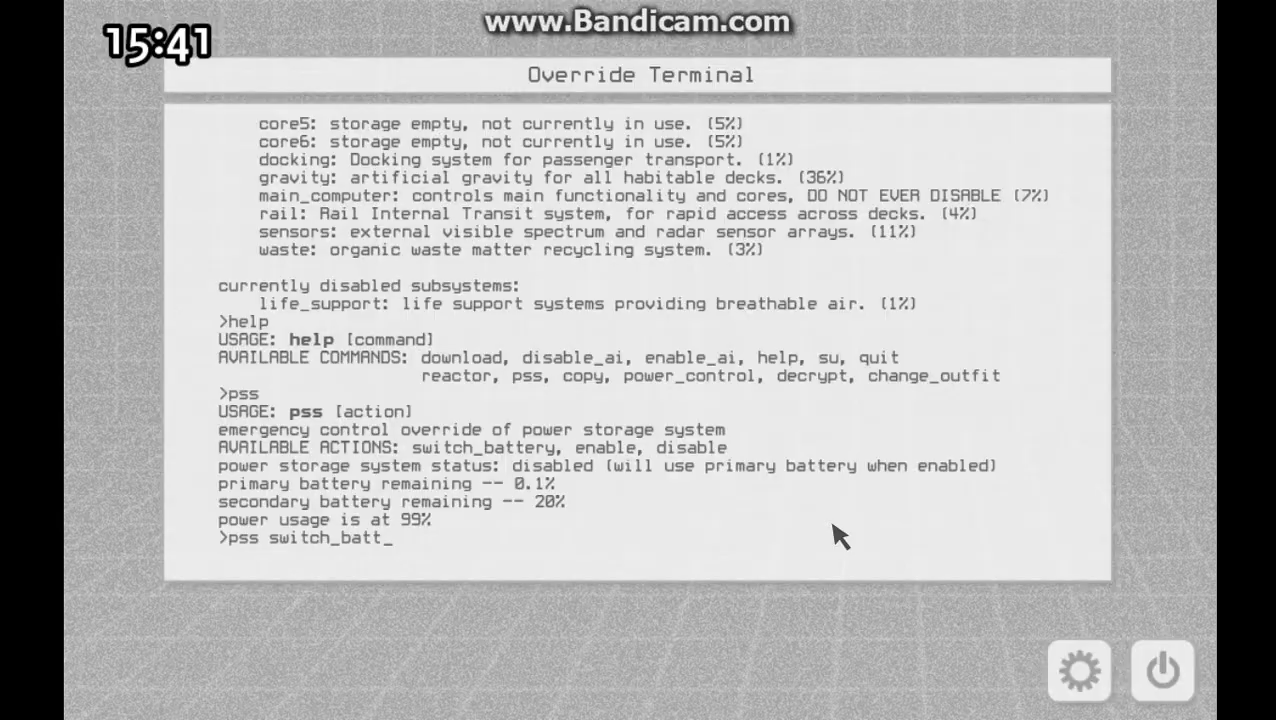 www.Bandicam.com
15:41
Override Terminal
core5: storage empty, not currently in use. (5%)
core6: storage empty, not currently in use. (5%)
docking: Docking system for passenger transport. (1%)
gravity: artificial gravity for all habitable decks. (36%)
main_computer: controls main functionality and cores, DO NOT EVER DISABLE (7%)
rail: Rail Internal Transit system, for rapid access across decks. (4%)
sensors: external visible spectrum and radar sensor arrays. (11%)
waste: organic waste matter recycling system. (3%)
currently disabled subsystems:
life_support: life support systems providing breathable air. (1%)
>help
USAGE: help [command]
AVAILABLE COMMANDS: download, disable_ai, enable_ai, help, su, quit
reactor, pss, copy, power_control, decrypt, change_outfit
>pss
USAGE: pss [action]
emergency control override of power storage system
AVAILABLE ACTIONS: switch_battery, enable, disable
power storage system status: disabled (will use primary battery when enabled)
primary battery remaining -- 0.1%
secondary battery remaining -- 20%
power usage is at 99%
>pss switch_batt_